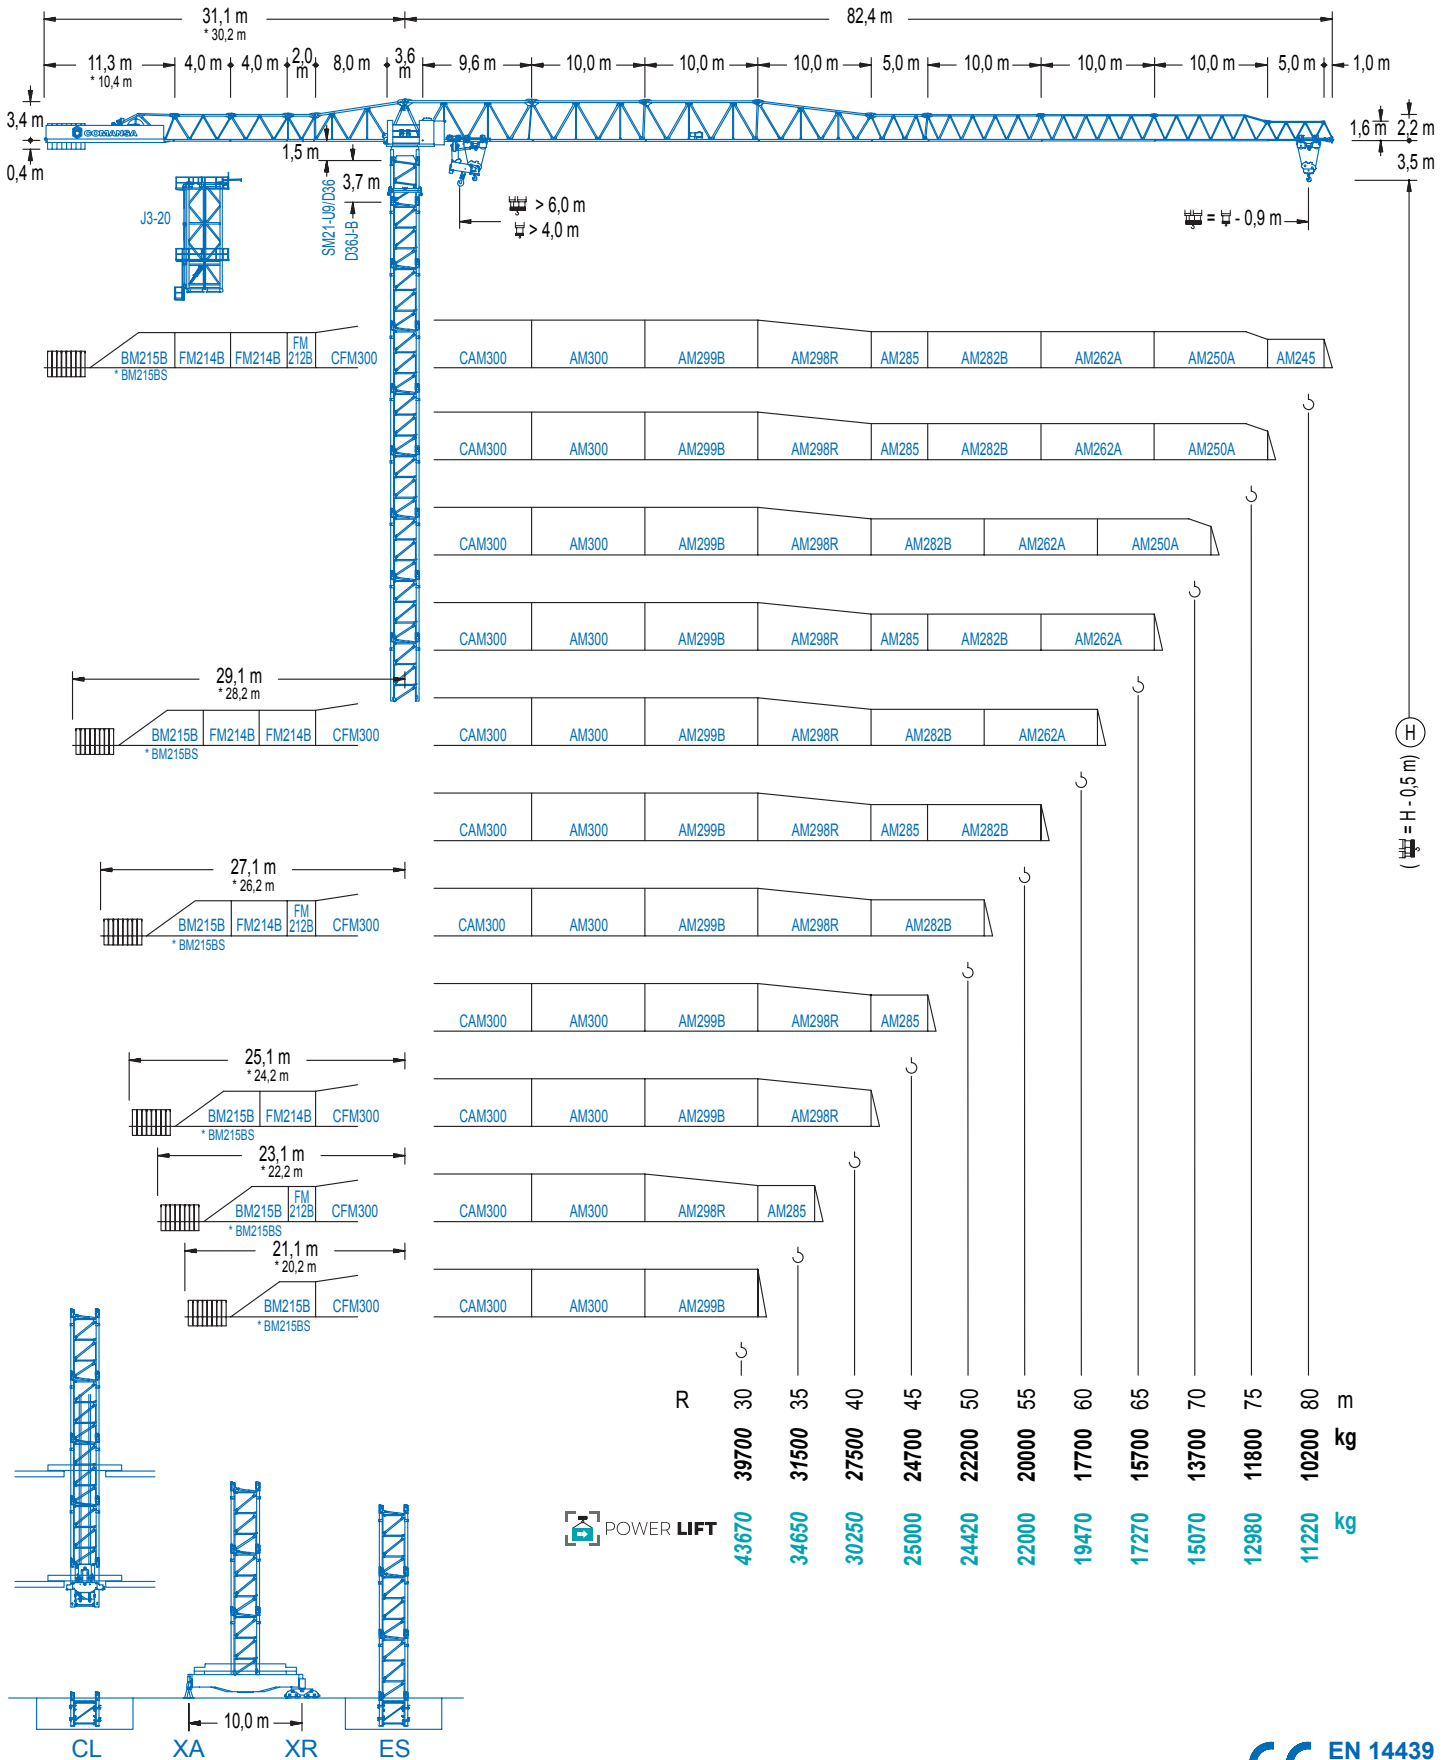 31,1 m
* 30,2 m
82,4 m
11,3 m
* 10,4 m
4,0 m
4,0 m
2,0 m
8,0 m
3,6 m
9,6 m
10,0 m
10,0 m
10,0 m
5,0 m
10,0 m
10,0 m
10,0 m
5,0 m
1,0 m
3,4 m
0,4 m
COMANSA
1,5 m
3,7 m
1,6 m
2,2 m
3,5 m
J3-20
SM21-U9/D36
D36J-B
> 6,0 m
> 4,0 m
= - 0,9 m
BM215B FM214B FM214B FM 212B CFM300
* BM215BS
CAM300 AM300 AM299B AM298R AM285 AM282B AM262A AM250A AM245
CAM300 AM300 AM299B AM298R AM285 AM282B AM262A AM250A
CAM300 AM300 AM299B AM298R AM282B AM262A AM250A
CAM300 AM300 AM299B AM298R AM285 AM282B AM262A
29,1 m
* 28,2 m
BM215B FM214B FM214B CFM300
* BM215BS
CAM300 AM300 AM299B AM298R AM282B AM262A
H
( = H - 0,5 m)
CAM300 AM300 AM299B AM298R AM285 AM282B
27,1 m
* 26,2 m
BM215B FM214B FM 212B CFM300
* BM215BS
CAM300 AM300 AM299B AM298R AM282B
CAM300 AM300 AM299B AM298R AM285
25,1 m
* 24,2 m
BM215B FM214B CFM300
* BM215BS
CAM300 AM300 AM299B AM298R
23,1 m
* 22,2 m
BM215B FM 212B CFM300
* BM215BS
CAM300 AM300 AM298R AM285
21,1 m
* 20,2 m
BM215B CFM300
* BM215BS
CAM300 AM300 AM299B
R 30 35 40 45 50 55 60 65 70 75 80 m
39700 31500 27500 24700 22200 20000 17700 15700 13700 11800 10200 kg
POWER LIFT 43670 34650 30250 25000 24420 22000 19470 17270 15070 12980 11220 kg
10,0 m
CL XA XR ES
CE EN 14439